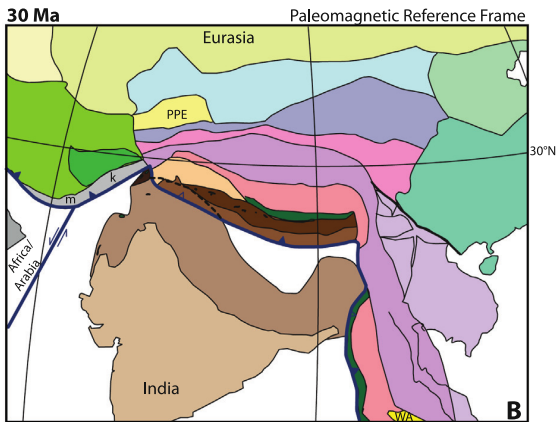 30 Ma
Paleomagnetic Reference Frame
Eurasia
PPE
30°N
k
m
Africa/
Arabia
India
WA
B